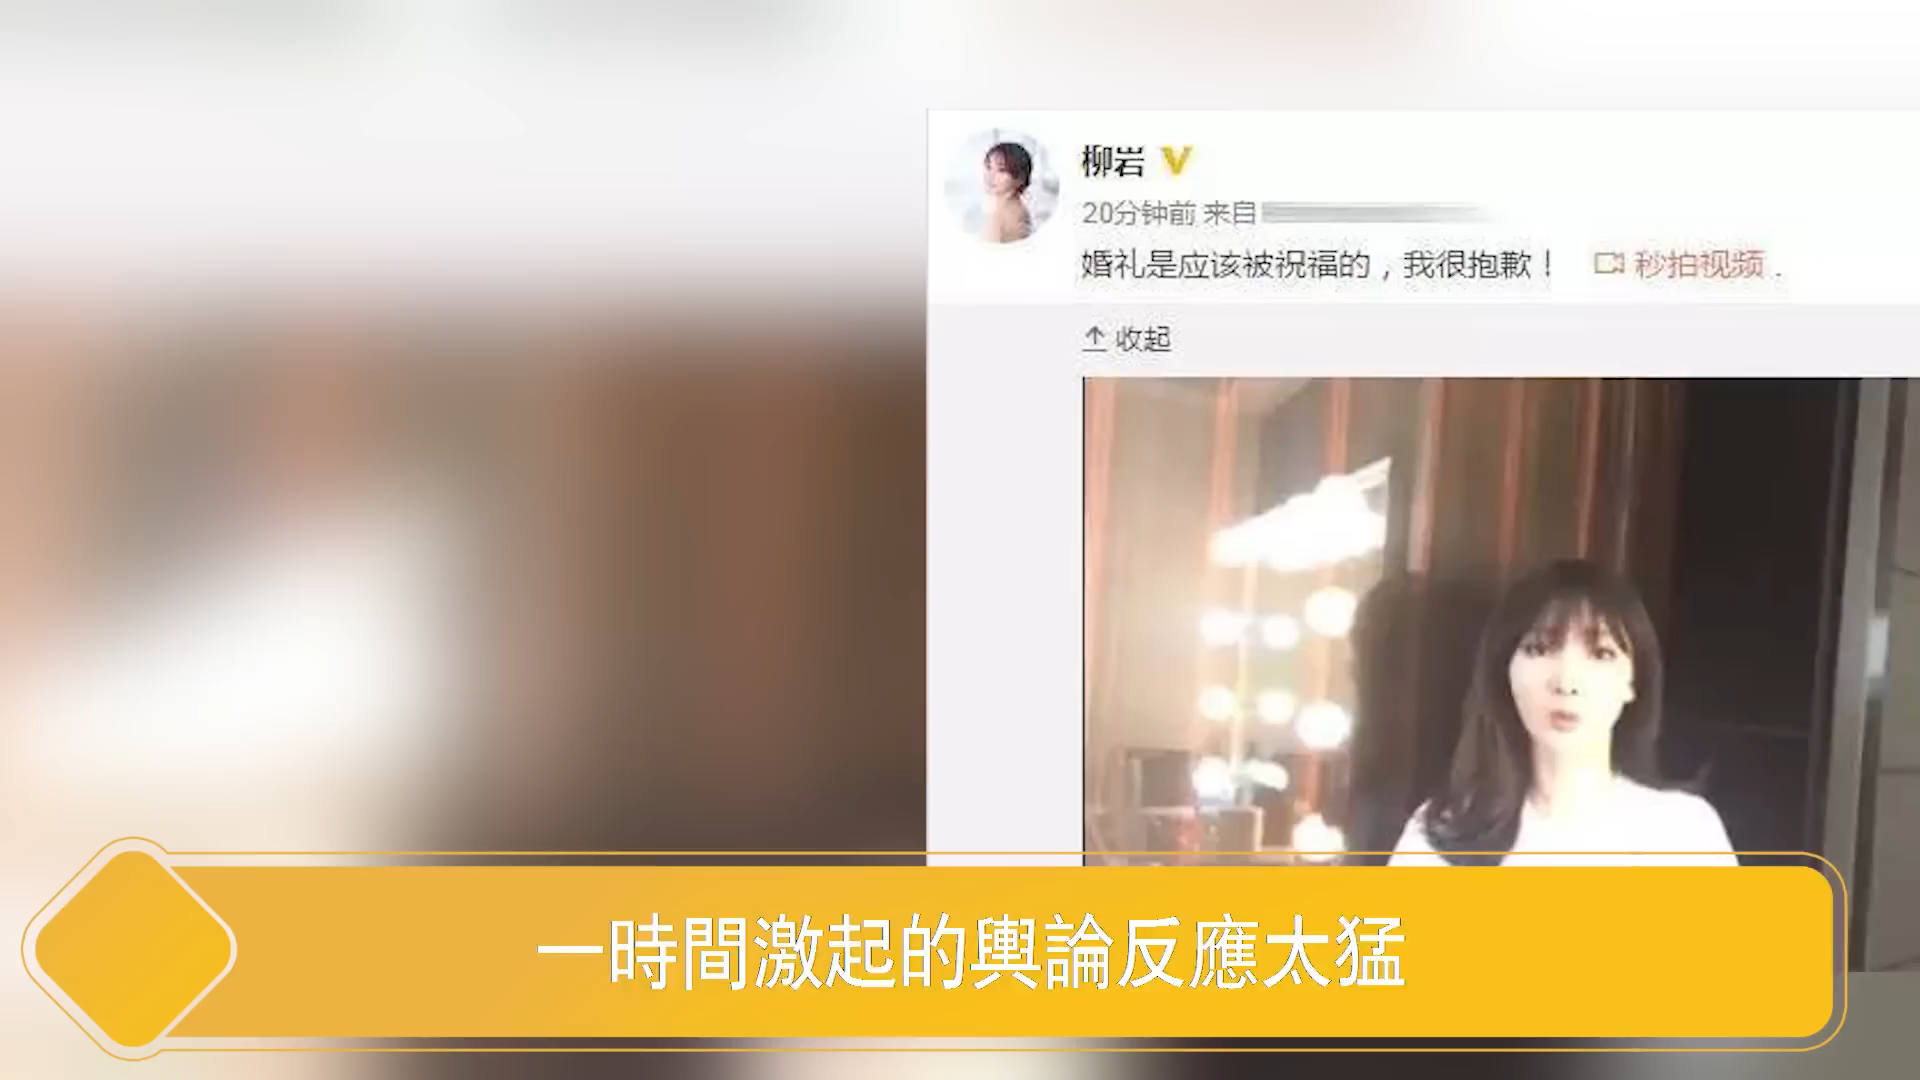 柳岩
20分钟前 来自
婚礼是应该被祝福的，我很抱歉！ 秒拍视频 .
收起
一時間激起的輿論反應太猛